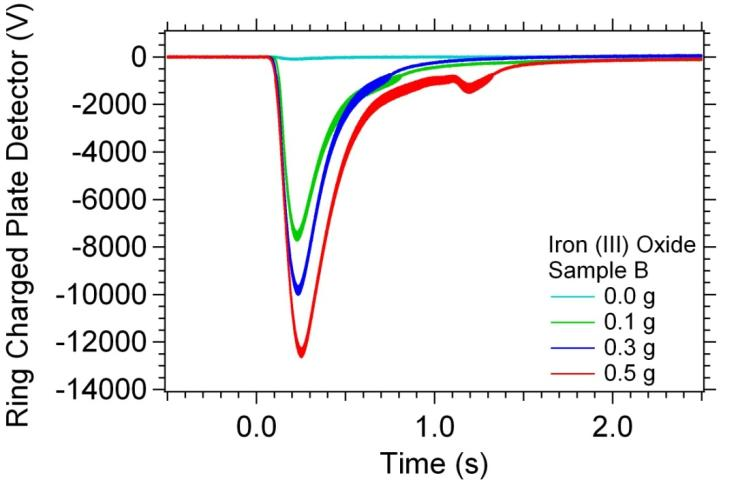 Ring Charged Plate Detector (V)
0
-2000
-4000
-6000
-8000
-10000
-12000
-14000
Iron (III) Oxide
Sample B
0.0 g
0.1 g
0.3 g
0.5 g
0.0
1.0
2.0
Time (s)